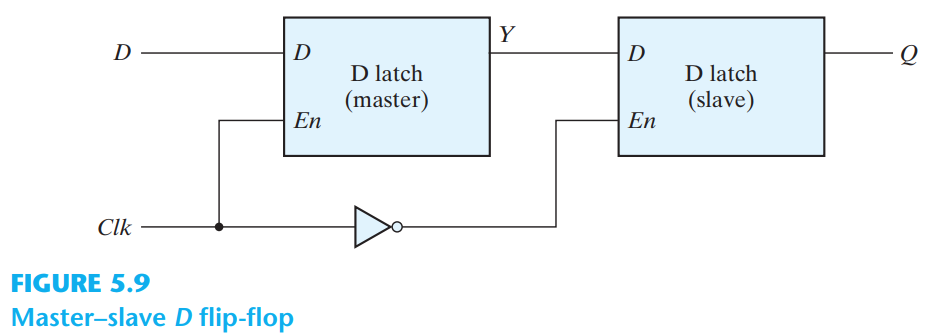 D
D
D latch
(master)
En
Y
D
D latch
(slave)
En
Q
Clk
FIGURE 5.9
Master–slave D flip-flop